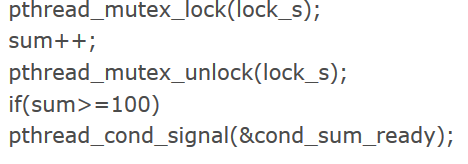 pthread_mutex_lock(lock_s);
sum++;
pthread_mutex_unlock(lock_s);
if(sum>=100)
pthread_cond_signal(&cond_sum_ready);